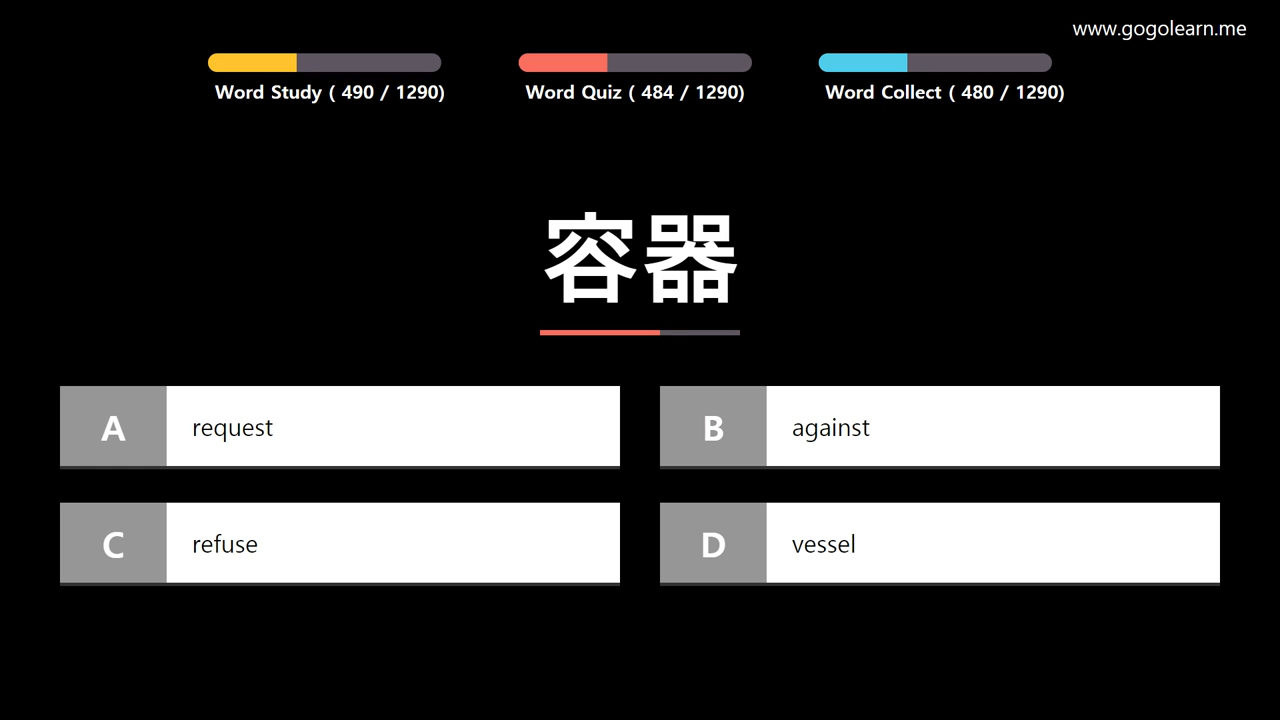 www.gogolearn.me
Word Study ( 490 / 1290)
Word Quiz ( 484 / 1290)
Word Collect ( 480 / 1290)
容器
A
request
B
against
C
refuse
D
vessel